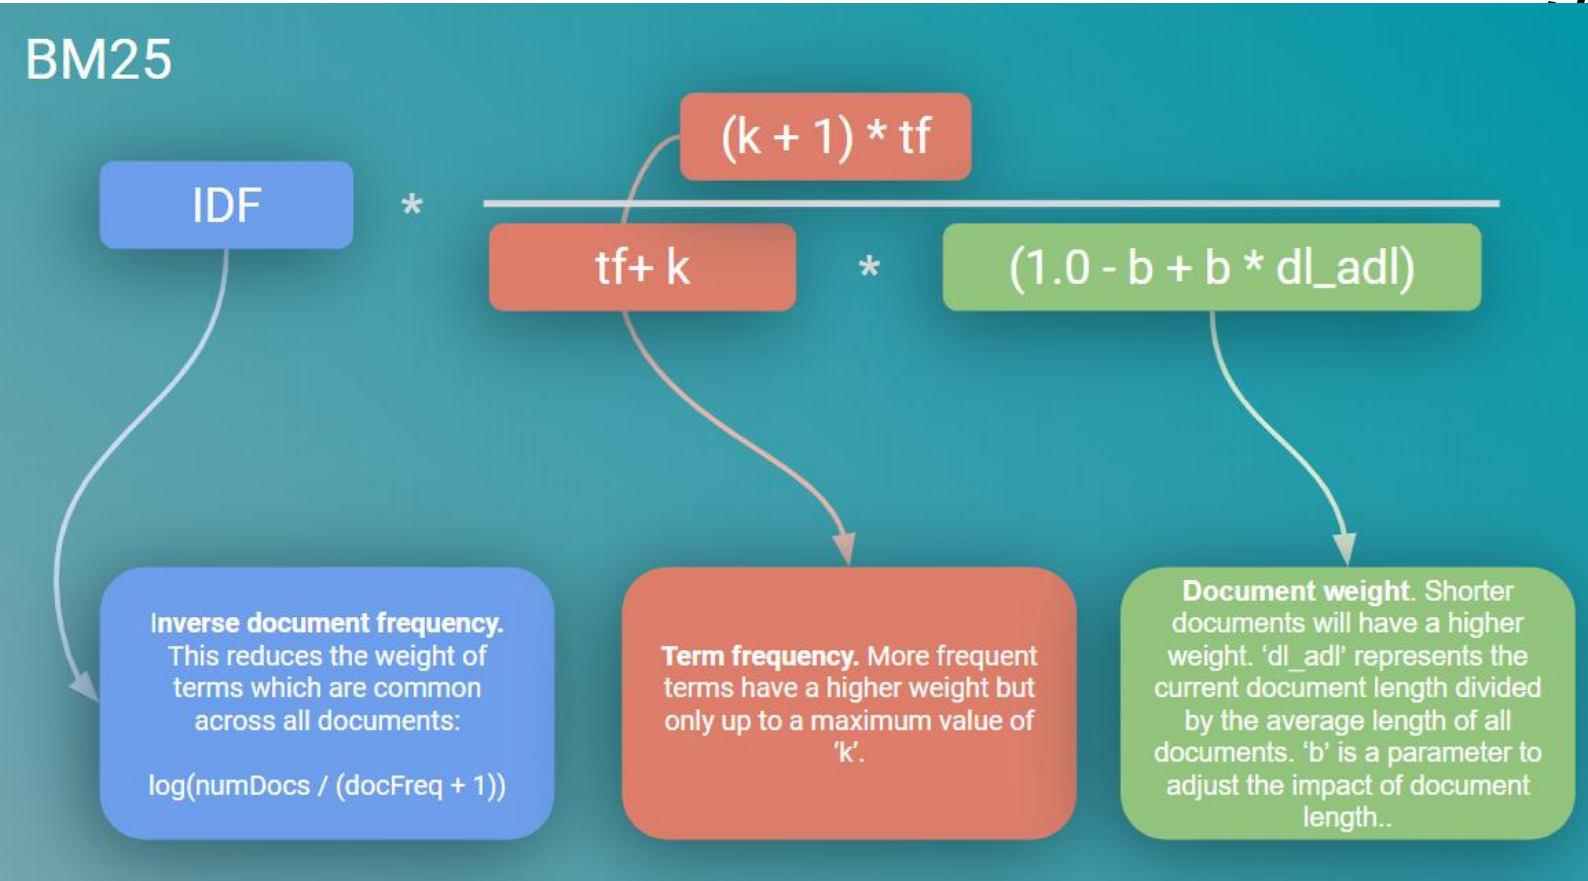 BM25
(k + 1) * tf
IDF
*
tf+ k
*
(1.0 - b + b * dl_adl)
Inverse document frequency.
This reduces the weight of
terms which are common
across all documents:
log(numDocs / (docFreq + 1))
Term frequency. More frequent
terms have a higher weight but
only up to a maximum value of
‘k’.
Document weight. Shorter
documents will have a higher
weight. ‘dl_adl’ represents the
current document length divided
by the average length of all
documents. ‘b’ is a parameter to
adjust the impact of document
length..